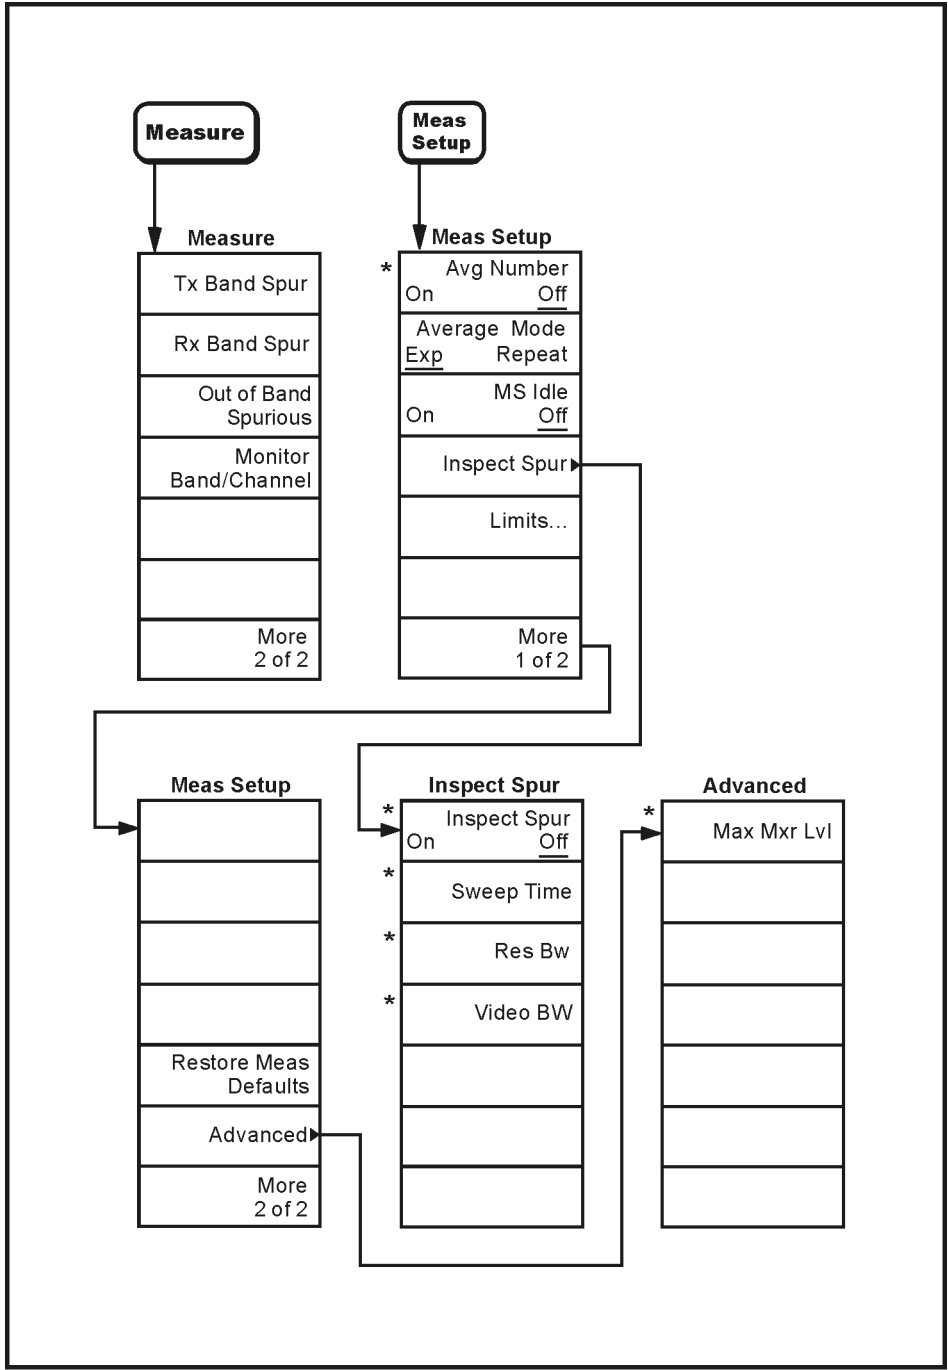 Measure
Meas
Setup
Measure
Tx Band Spur
Rx Band Spur
Out of Band
Spurious
Monitor
Band/Channel
More
2 of 2
Meas Setup
* Avg Number
On Off
Average Mode
Exp Repeat
MS Idle
On Off
Inspect Spur
Limits...
More
1 of 2
Meas Setup
Restore Meas
Defaults
Advanced
More
2 of 2
Inspect Spur
* Inspect Spur
On Off
* Sweep Time
* Res Bw
* Video BW
Advanced
* Max Mxr Lvl